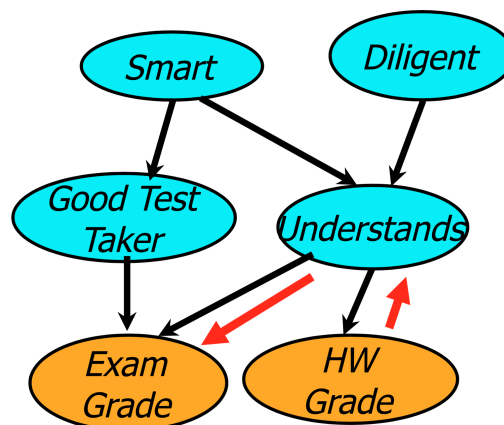 Smart
Diligent
Good Test
Taker
Understands
Exam
Grade
HW
Grade